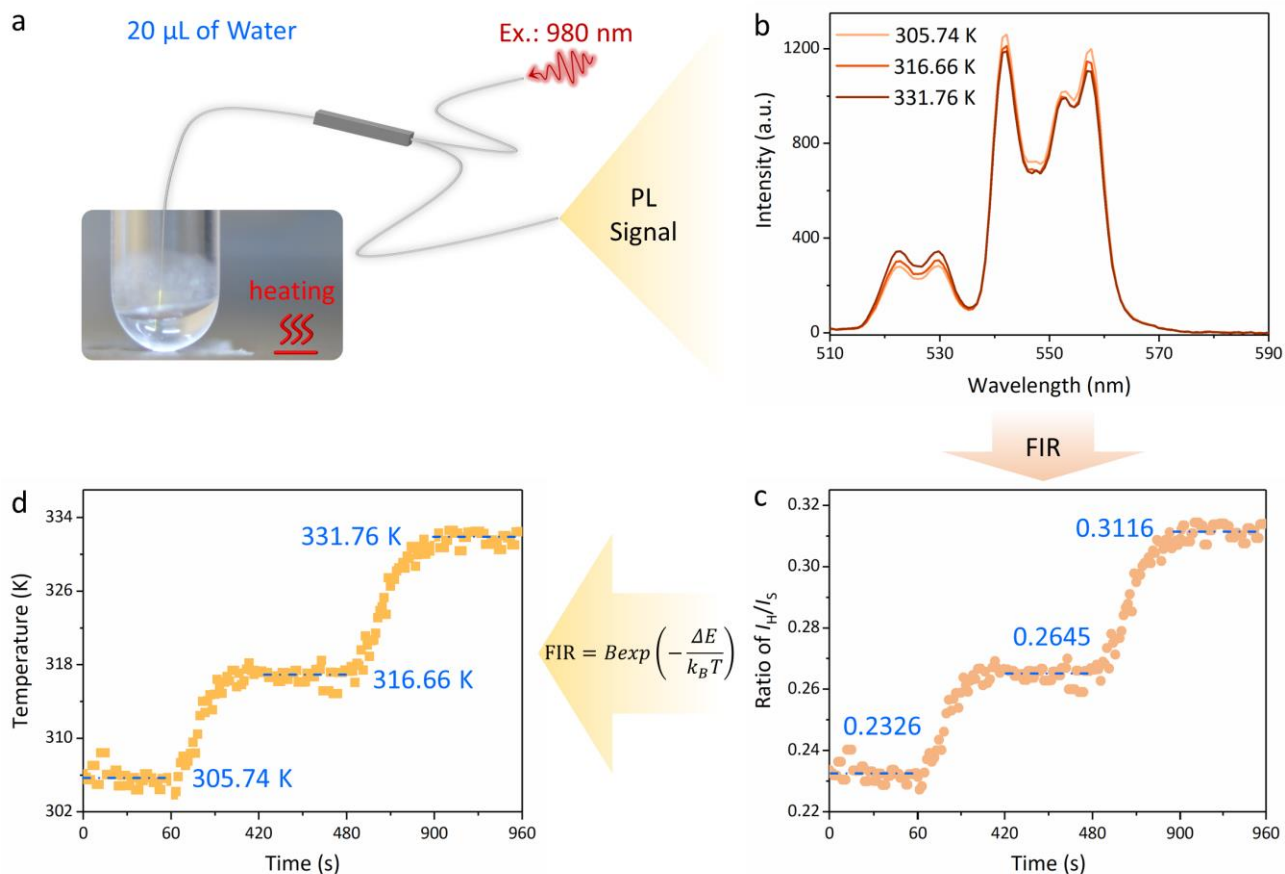 a
20 µL of Water
Ex.: 980 nm
heating
PL
Signal
b
305.74 K
316.66 K
331.76 K
Intensity (a.u.)
1200
800
400
0
510
530
550
570
590
Wavelength (nm)
FIR
c
Ratio of I_H/I_S
0.32
0.30
0.28
0.26
0.24
0.22
0.2326
0.2645
0.3116
0
60
420
480
900
960
Time (s)
FIR = Bexp(-ΔE/k_BT)
d
Temperature (K)
334
326
318
310
302
331.76 K
316.66 K
305.74 K
0
60
420
480
900
960
Time (s)